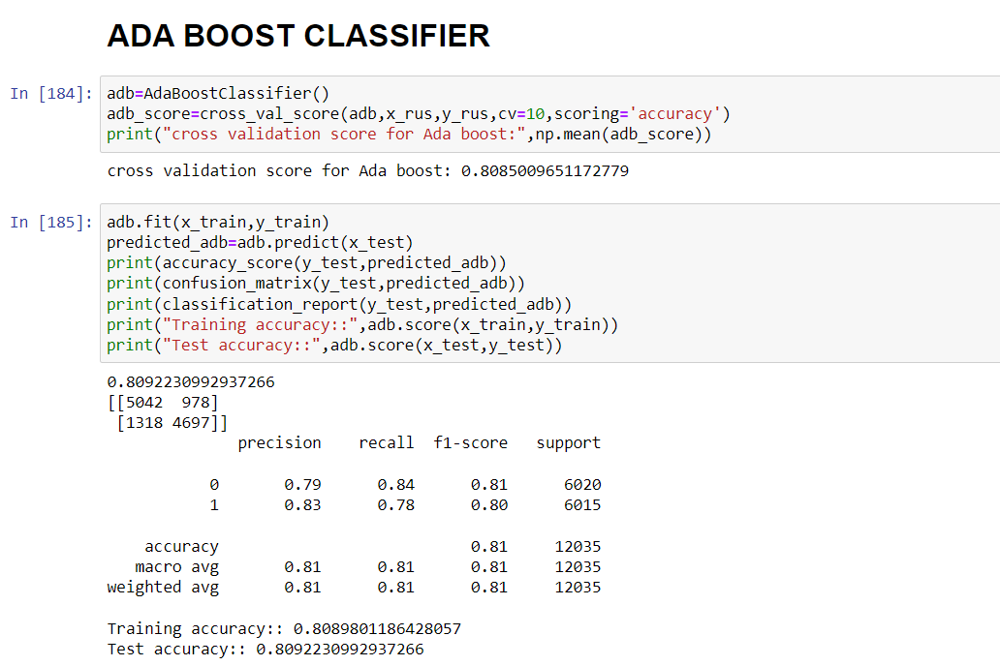 ADA BOOST CLASSIFIER
In [184]:
adb=AdaBoostClassifier()
adb_score=cross_val_score(adb,x_rus,y_rus,cv=10,scoring='accuracy')
print("cross validation score for Ada boost:",np.mean(adb_score))
cross validation score for Ada boost: 0.8085009651172779
In [185]:
adb.fit(x_train,y_train)
predicted_adb=adb.predict(x_test)
print(accuracy_score(y_test,predicted_adb))
print(confusion_matrix(y_test,predicted_adb))
print(classification_report(y_test,predicted_adb))
print("Training accuracy::",adb.score(x_train,y_train))
print("Test accuracy::",adb.score(x_test,y_test))
0.8092230992937266
[[5042  978]
 [1318 4697]]
              precision    recall  f1-score   support
           0       0.79      0.84      0.81      6020
           1       0.83      0.78      0.80      6015
    accuracy                           0.81     12035
   macro avg       0.81      0.81      0.81     12035
weighted avg       0.81      0.81      0.81     12035
Training accuracy:: 0.8089801186428057
Test accuracy:: 0.8092230992937266